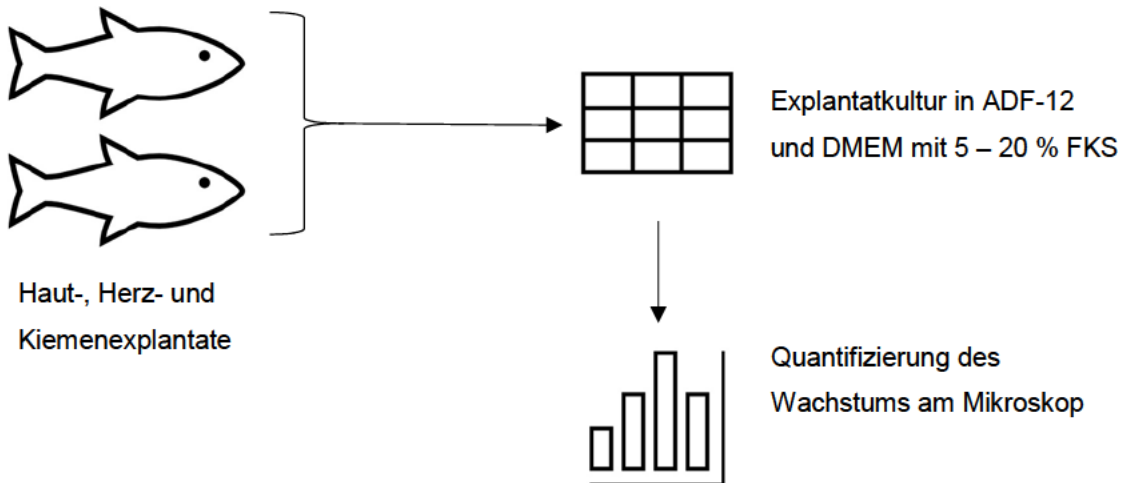 Haut-, Herz- und
Kiemenexplantate
Explantatkultur in ADF-12
und DMEM mit 5 – 20 % FKS
Quantifizierung des
Wachstums am Mikroskop